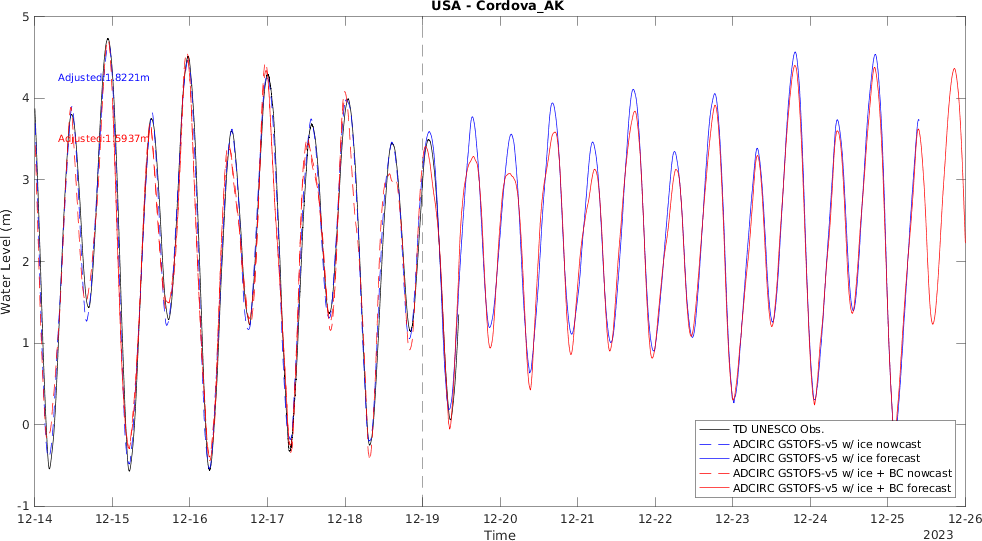 USA - Cordova_AK
5
4
3
2
1
0
-1
Water Level (m)
Adjusted:1.8221m
Adjusted:1.5937m
TD UNESCO Obs.
ADCIRC GSTOFS-v5 w/ ice nowcast
ADCIRC GSTOFS-v5 w/ ice forecast
ADCIRC GSTOFS-v5 w/ ice + BC nowcast
ADCIRC GSTOFS-v5 w/ ice + BC forecast
12-14 12-15 12-16 12-17 12-18 12-19 12-20 12-21 12-22 12-23 12-24 12-25 12-26
Time
2023